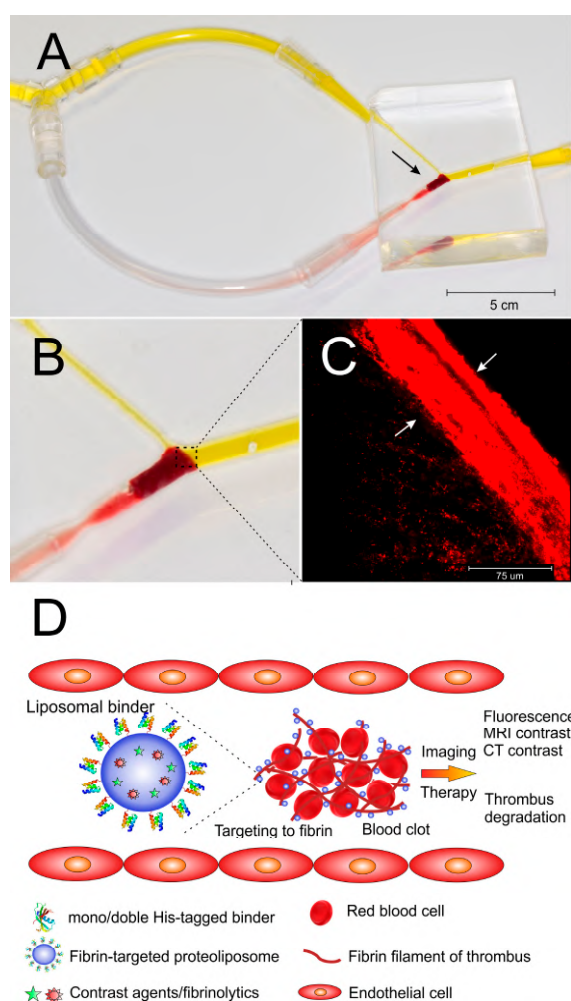 A
5 cm
B
C
75 um
D
Liposomal binder
Fluorescence
MRI contrast
CT contrast
Imaging
Therapy
Thrombus
degradation
Targeting to fibrin
Blood clot
mono/doble His-tagged binder
Red blood cell
Fibrin-targeted proteoliposome
Fibrin filament of thrombus
Contrast agents/fibrinolytics
Endothelial cell